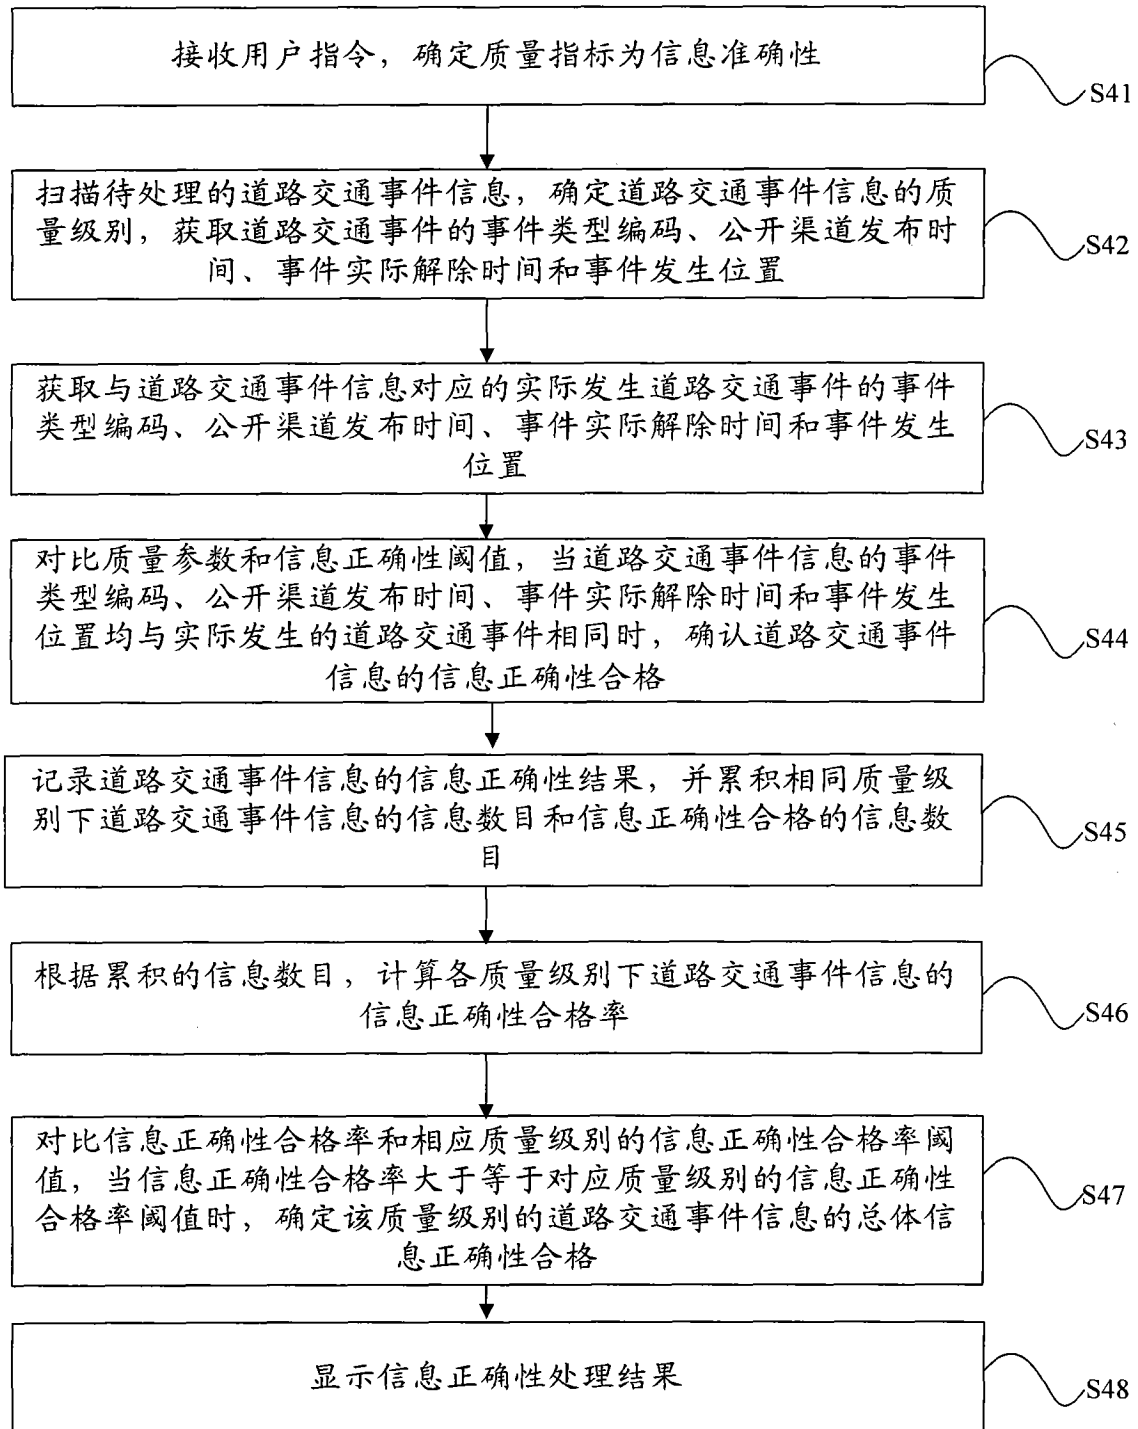 接收用户指令，确定质量指标为信息准确性
S41
扫描待处理的道路交通事件信息，确定道路交通事件信息的质
量级别，获取道路交通事件的事件类型编码、公开渠道发布时
间、事件实际解除时间和事件发生位置
S42
获取与道路交通事件信息对应的实际发生道路交通事件的事件
类型编码、公开渠道发布时间、事件实际解除时间和事件发生
位置
S43
对比质量参数和信息正确性阈值，当道路交通事件信息的事件
类型编码、公开渠道发布时间、事件实际解除时间和事件发生
位置均与实际发生的道路交通事件相同时，确认道路交通事件
信息的信息正确性合格
S44
记录道路交通事件信息的信息正确性结果，并累积相同质量级
别下道路交通事件信息的信息数目和信息正确性合格的信息数
目
S45
根据累积的信息数目，计算各质量级别下道路交通事件信息的
信息正确性合格率
S46
对比信息正确性合格率和相应质量级别的信息正确性合格率阈
值，当信息正确性合格率大于等于对应质量级别的信息正确性
合格率阈值时，确定该质量级别的道路交通事件信息的总体信
息正确性合格
S47
显示信息正确性处理结果
S48